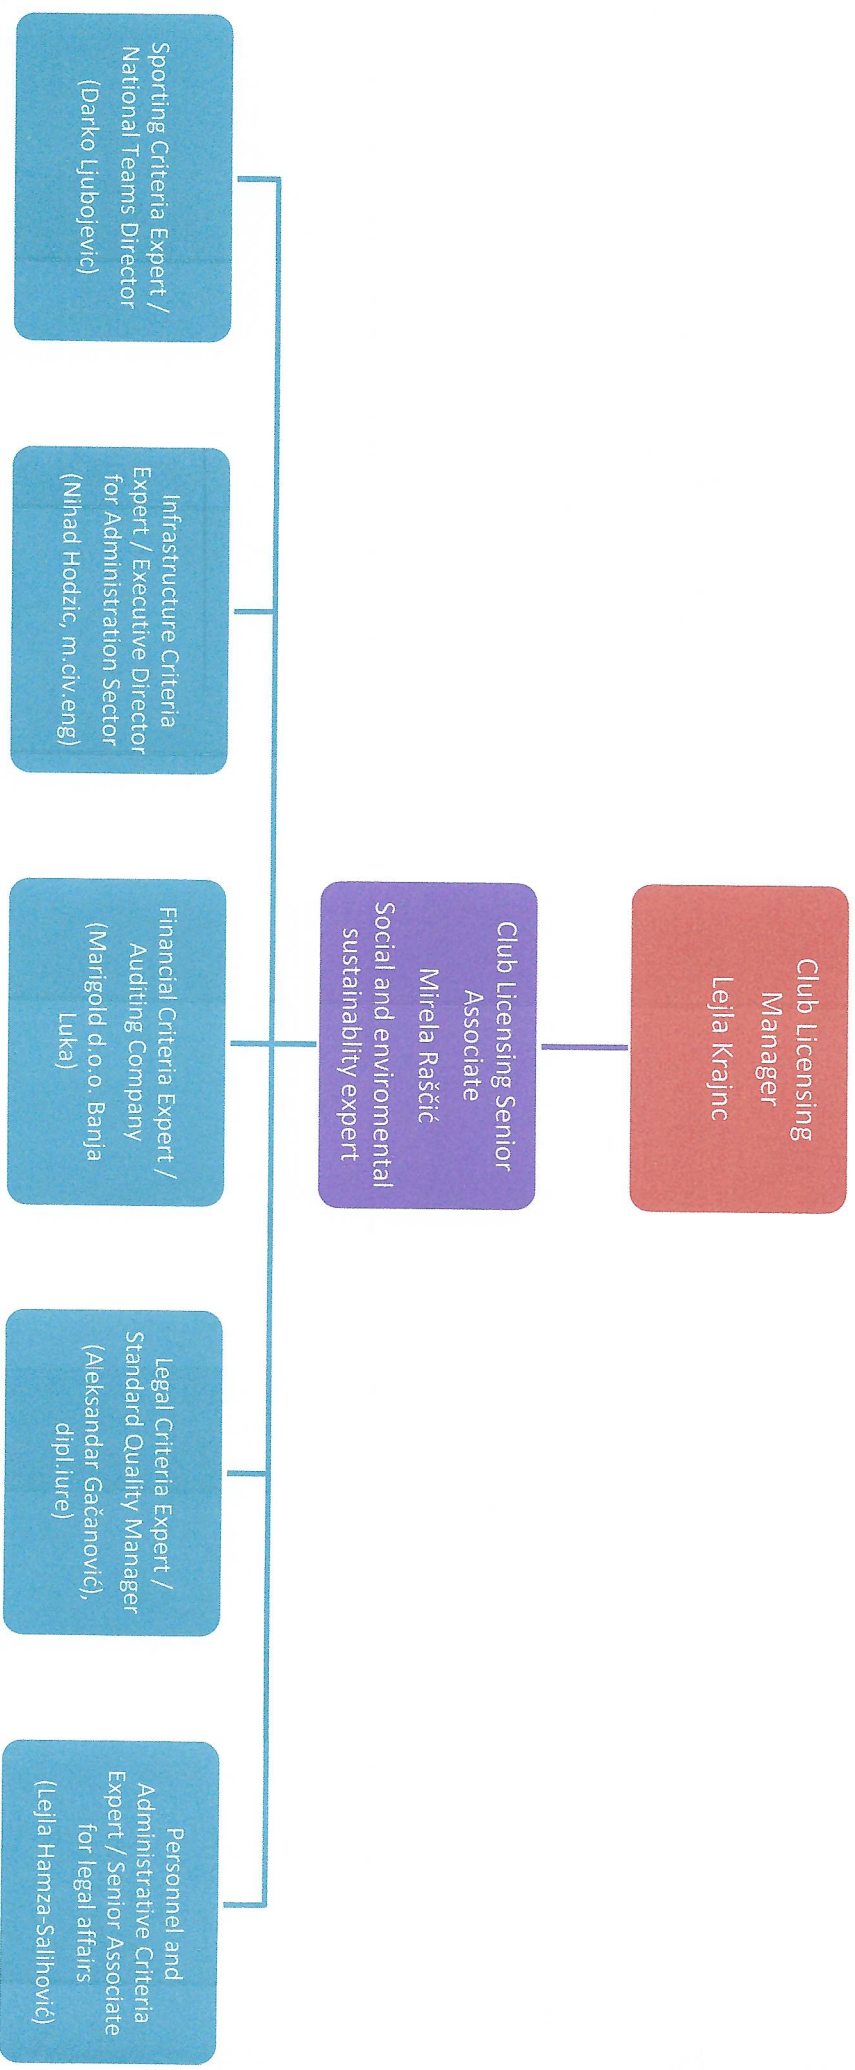 Club Licensing
Manager
Lejla Krajnc
Club Licensing Senior
Associate
Mirela Raščić
Social and enviromental
sustainablity expert
Sporting Criteria Expert /
National Teams Director
(Darko Ljubojevic)
Infrastructure Criteria
Expert / Executive Director
for Administration Sector
(Nihad Hodzic, m.civ.eng)
Financial Criteria Expert /
Auditing Company
(Marigold d.o.o. Banja
Luka)
Legal Criteria Expert /
Standard Quality Manager
(Aleksandar Gačanović),
dipl.iure)
Personnel and
Administrative Criteria
Expert / Senior Associate
for legal affairs
(Lejla Hamza-Salihović)